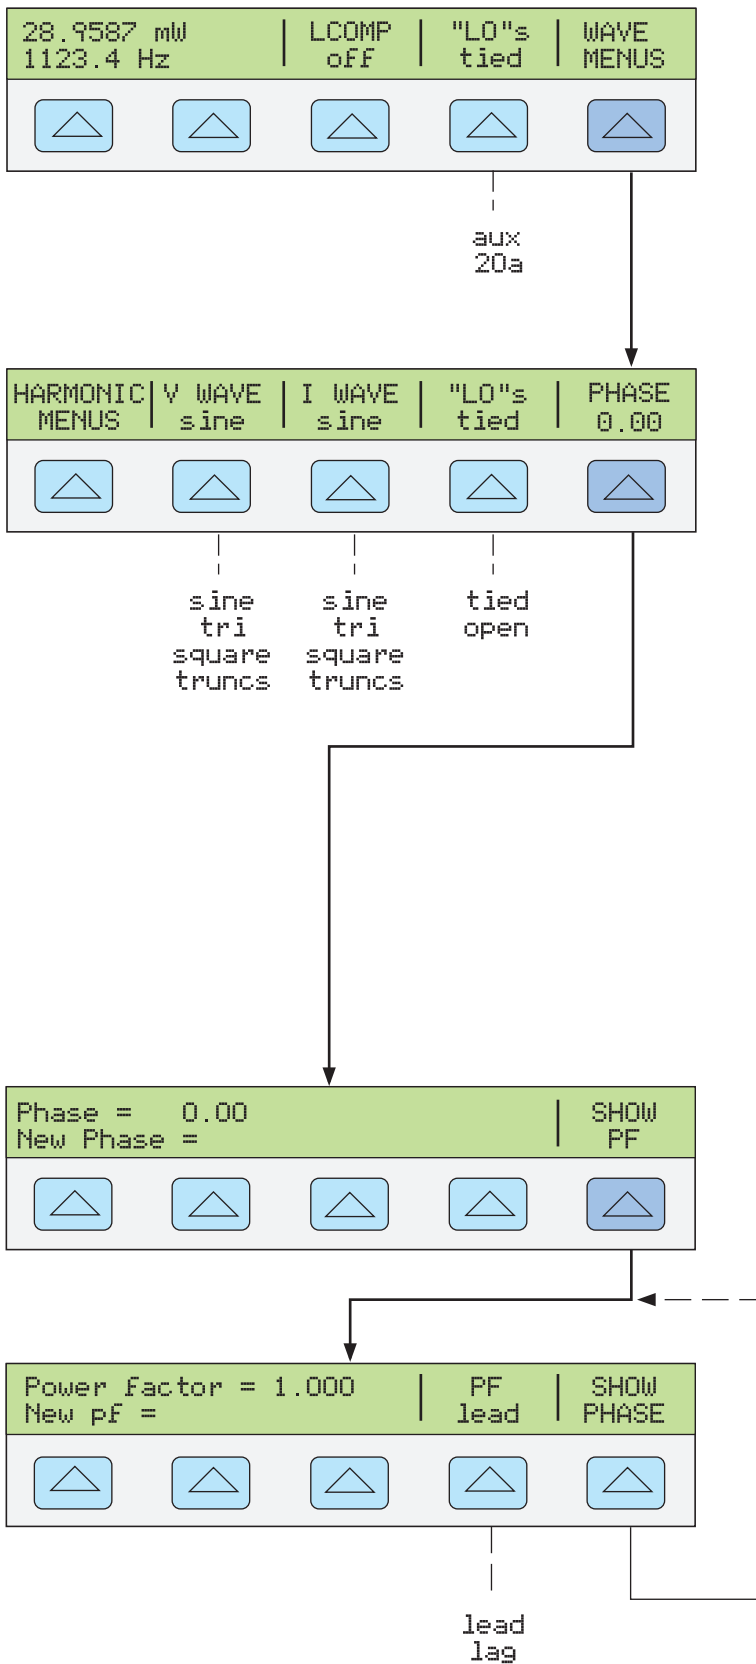 28.9587 mW | LCOMP | "LO"s | WAVE
1123.4 Hz | off | tied | MENUS
aux
20a
HARMONIC | V WAVE | I WAVE | "LO"s | PHASE
MENUS | sine | sine | tied | 0.00
sine
tri
square
truncs
sine
tri
square
truncs
tied
open
Phase = 0.00 | SHOW
New Phase = | PF
Power factor = 1.000 | PF | SHOW
New pf = | lead | PHASE
lead
lag